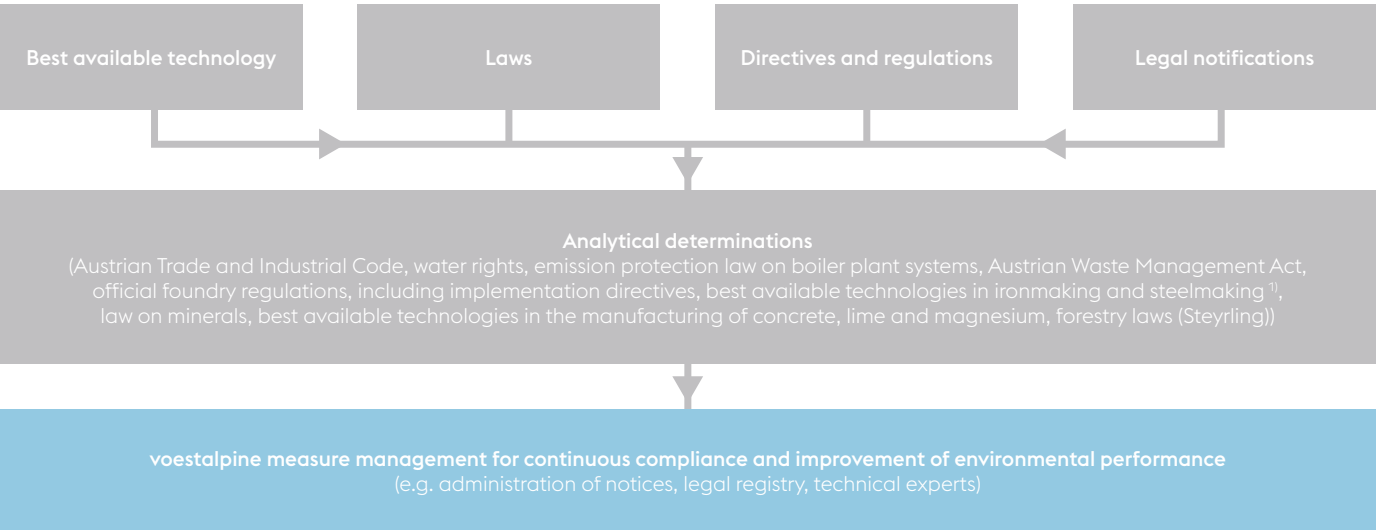 Best available technology
Laws
Directives and regulations
Legal notifications
Analytical determinations
(Austrian Trade and Industrial Code, water rights, emission protection law on boiler plant systems, Austrian Waste Management Act,
official foundry regulations, including implementation directives, best available technologies in ironmaking and steelmaking ¹⁾,
law on minerals, best available technologies in the manufacturing of concrete, lime and magnesium, forestry laws (Steyrling))
voestalpine measure management for continuous compliance and improvement of environmental performance
(e.g. administration of notices, legal registry, technical experts)